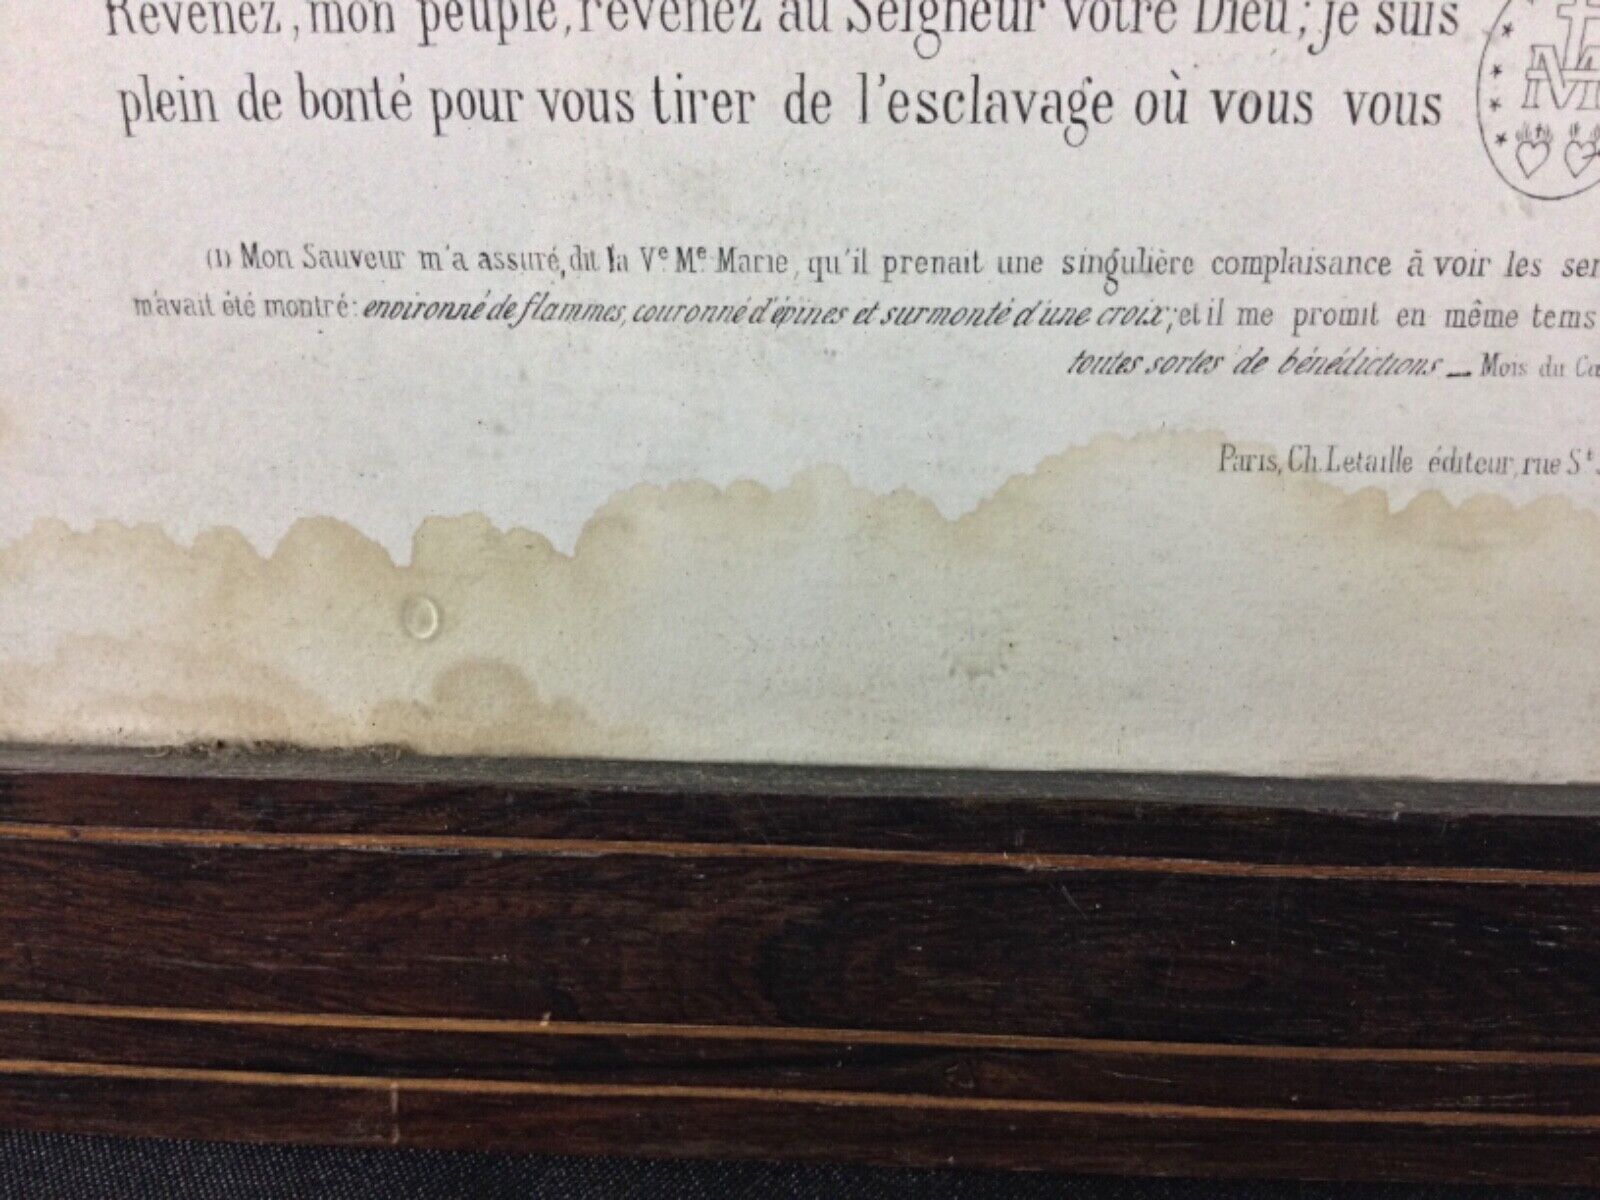 Revenez, mon peuple, revenez au Seigneur votre Dieu; je suis
plein de bonté pour vous tirer de l'esclavage où vous vous
(1) Mon Sauveur m'a assuré, dit la Ve Me Marie, qu'il prenait une singulière complaisance à voir les
m'avait été montré: environné de flammes, couronné d'épines et surmonté d'une croix; et il me promit en même tems
toutes sortes de bénédictions — Mois du
Paris, Ch. Letaille éditeur, rue St